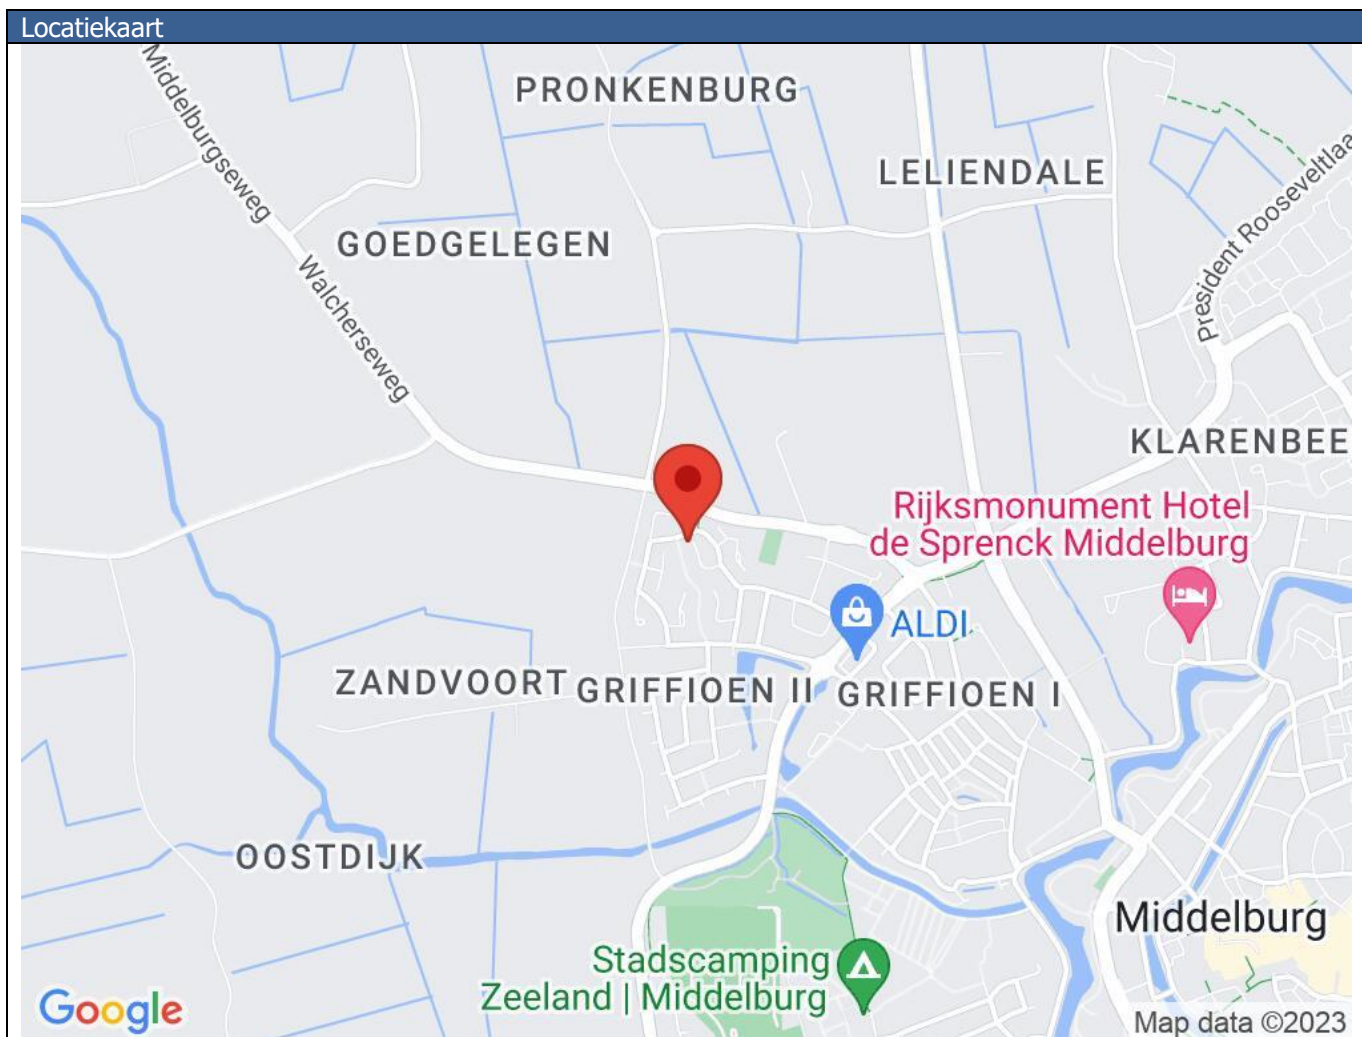 Locatiekaart
Middelburgseweg
PRONKENBURG
LELIENDALE
President Rooseveltlaa
GOEDGELEGEN
Walcherseweg
KLARENBEE
Rijksmonument Hotel
de Sprenck Middelburg
ALDI
ZANDVOORT
GRIFFIOEN II
GRIFFIOEN I
OOSTDIJK
Middelburg
Stadscamping
Zeeland | Middelburg
Google
Map data ©2023